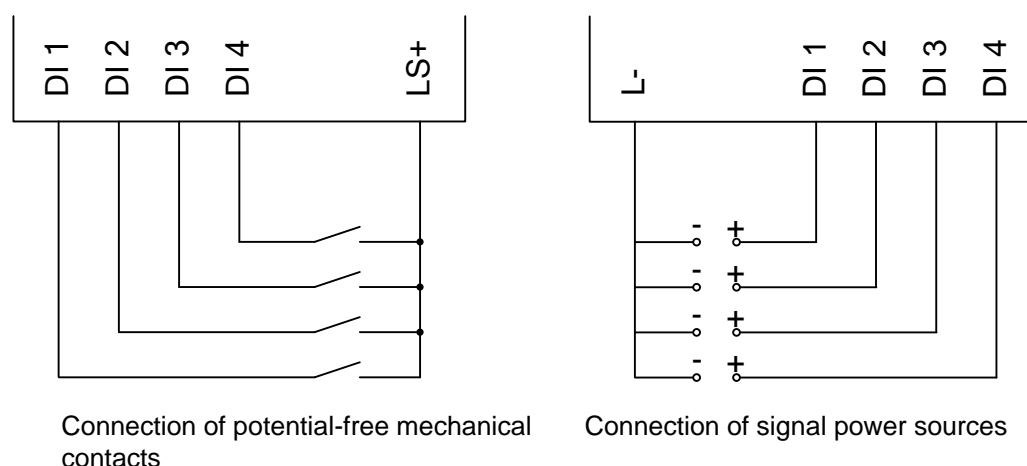 DI 1 DI 2 DI 3 DI 4 LS+
L- DI 1 DI 2 DI 3 DI 4
- +
- +
- +
- +
Connection of potential-free mechanical
contacts
Connection of signal power sources